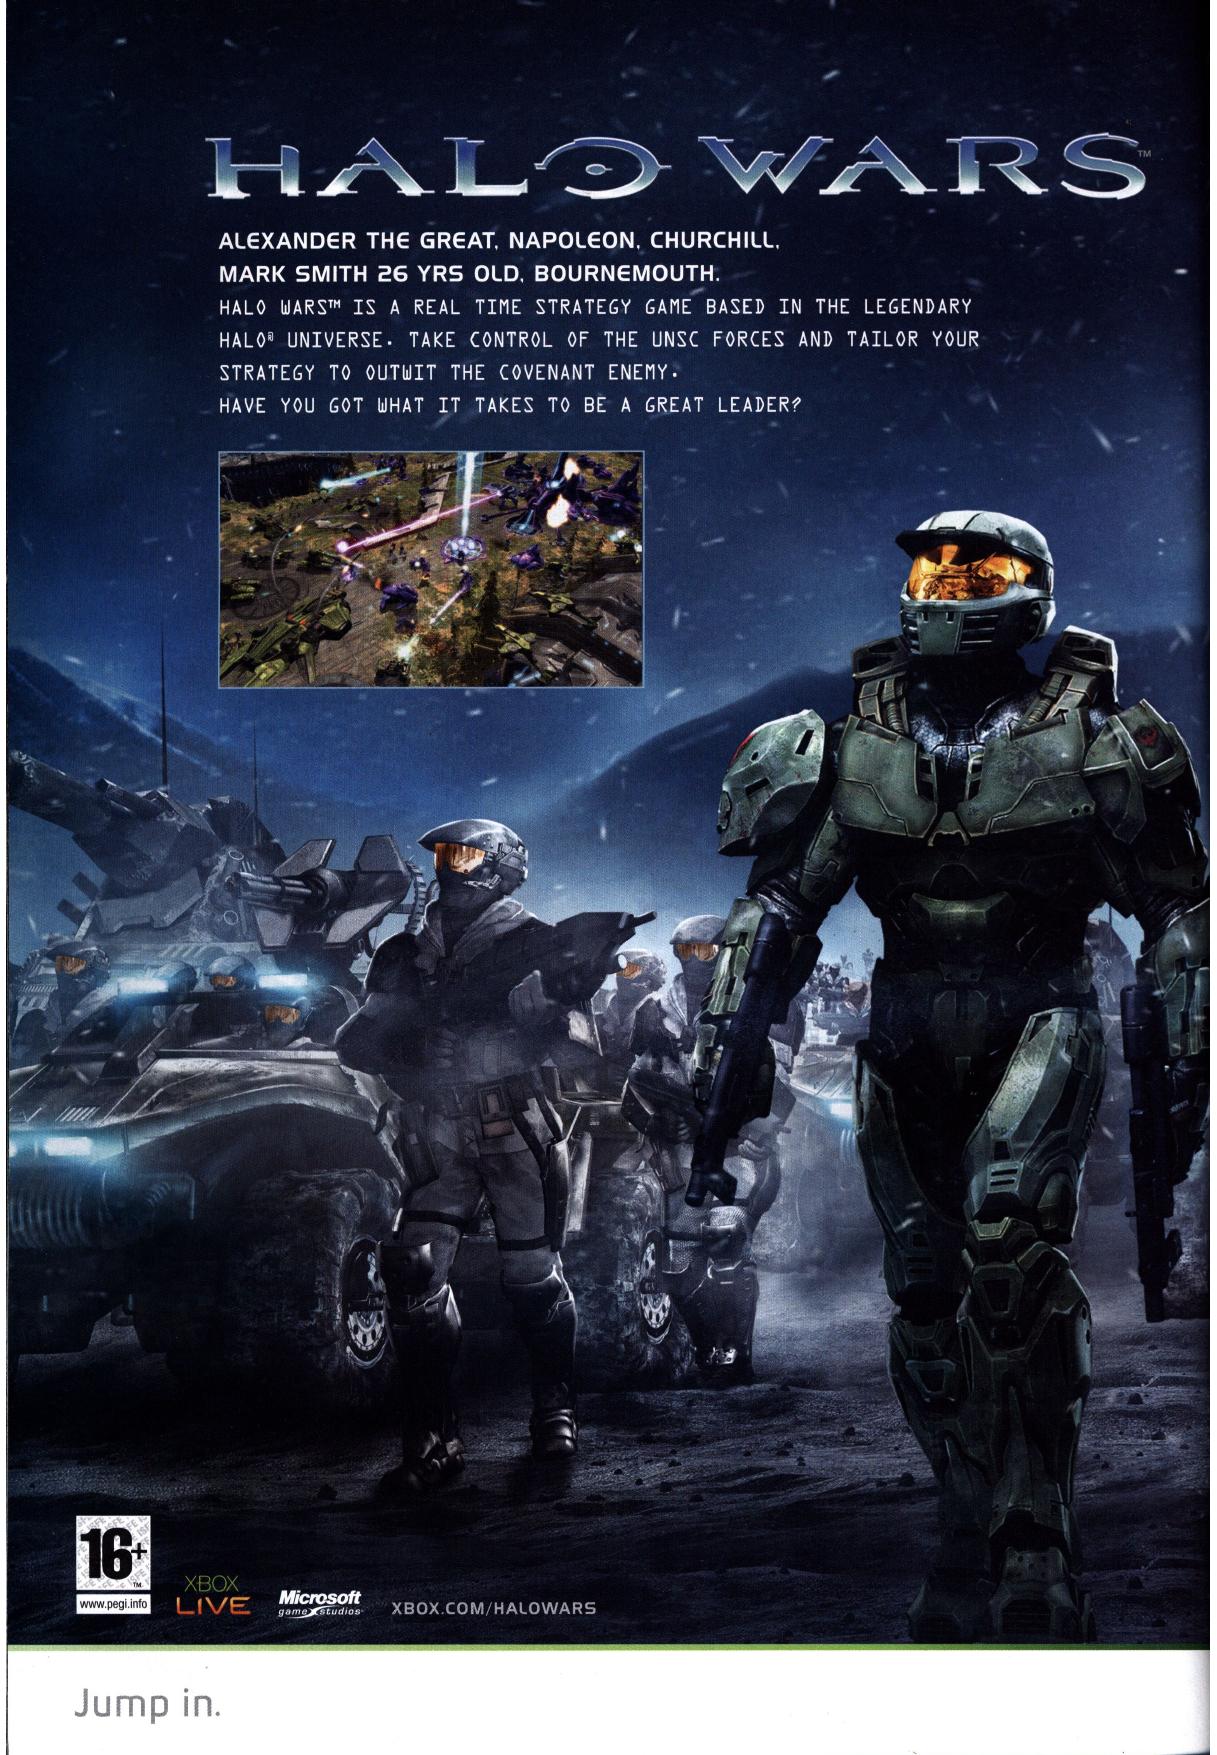 HALO WARS™
ALEXANDER THE GREAT, NAPOLEON, CHURCHILL,
MARK SMITH 26 YRS OLD, BOURNEMOUTH.
HALO WARS™ IS A REAL TIME STRATEGY GAME BASED IN THE LEGENDARY
HALO® UNIVERSE. TAKE CONTROL OF THE UNSC FORCES AND TAILOR YOUR
STRATEGY TO OUTWIT THE COVENANT ENEMY.
HAVE YOU GOT WHAT IT TAKES TO BE A GREAT LEADER?
16+
™
www.pegi.info
XBOX
LIVE
Microsoft
game studios
XBOX.COM/HALOWARS
Jump in.